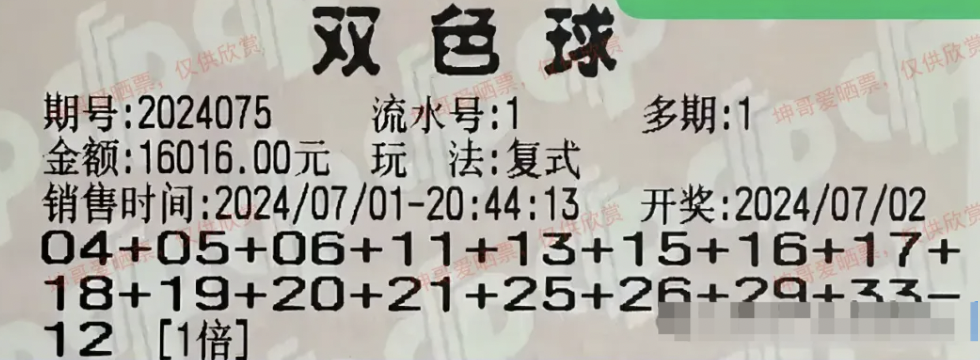 双色球
期号:2024075 流水号:1 多期:1
金额:16016.00元 玩 法:复式
销售时间:2024/07/01-20:44:13 开奖:2024/07/02
04+05+06+11+13+15+16+17+
18+19+20+21+25+26+29+33-
12 [1倍]
坤哥爱晒票,仅供欣赏
坤哥爱晒票,仅供欣赏
坤哥爱晒票,仅供欣赏